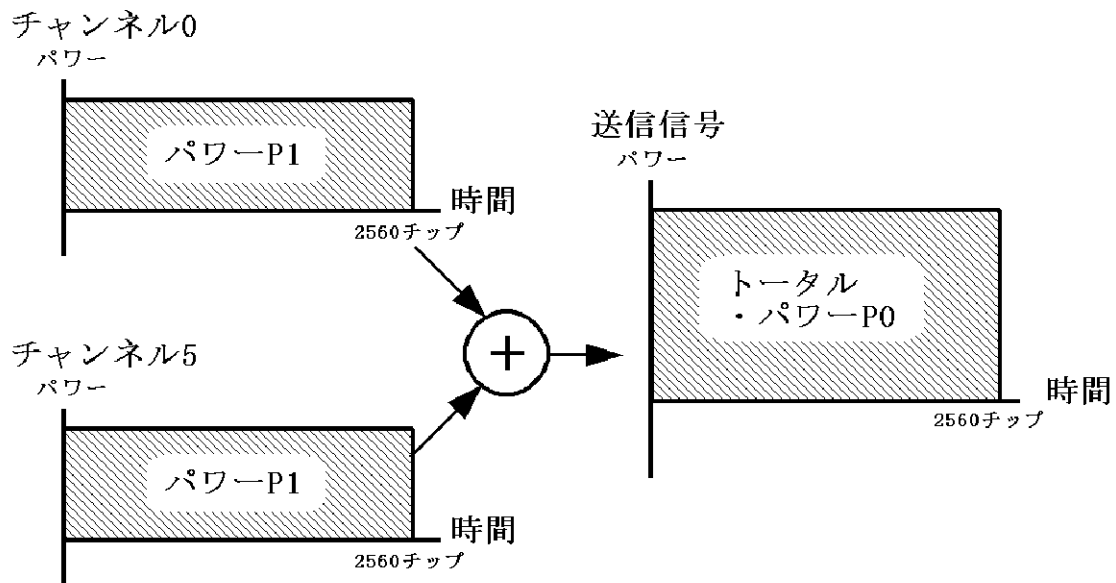 チャンネル0
パワー
パワーP1
時間
2560チップ
チャンネル5
パワー
パワーP1
時間
2560チップ
+
送信信号
パワー
トータル
・パワーP0
時間
2560チップ